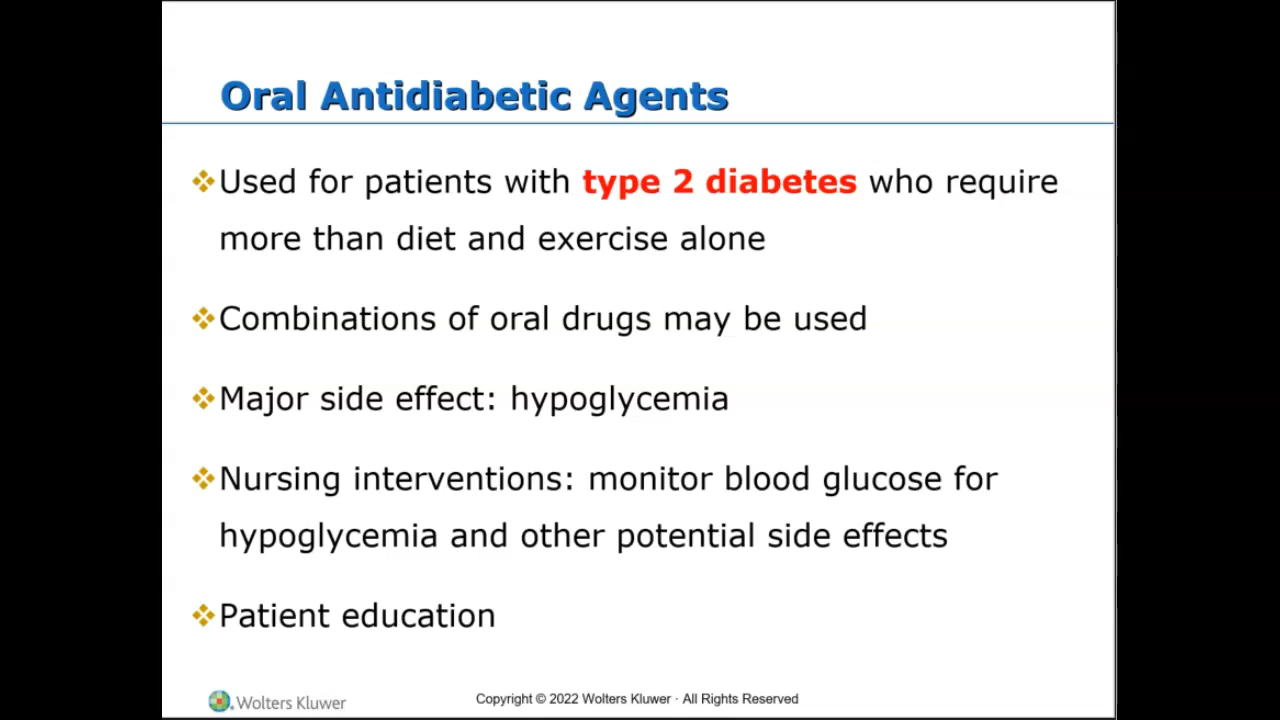 Oral Antidiabetic Agents
Used for patients with type 2 diabetes who require
more than diet and exercise alone
Combinations of oral drugs may be used
Major side effect: hypoglycemia
Nursing interventions: monitor blood glucose for
hypoglycemia and other potential side effects
Patient education
Wolters Kluwer
Copyright © 2022 Wolters Kluwer · All Rights Reserved